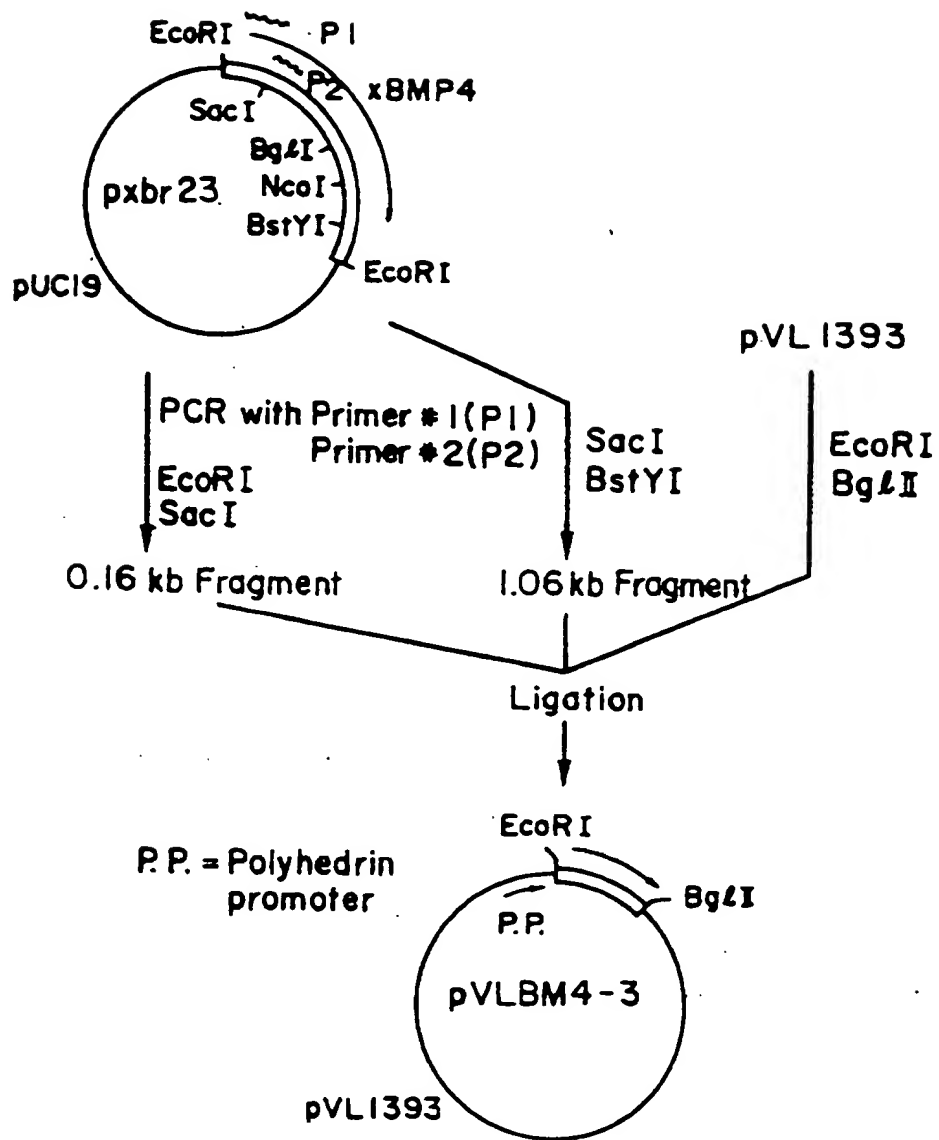 EcoRI
P1
P2
xBMP4
SacI
BglI
NcoI
BstYI
pxbr23
EcoRI
pUC19
pVL1393
PCR with Primer #1(P1)
Primer #2(P2)
EcoRI
SacI
SacI
BstYI
EcoRI
BglII
0.16 kb Fragment
1.06 kb Fragment
Ligation
EcoRI
P.P. = Polyhedrin
promoter
BglI
P.P.
pVLBM4-3
pVL1393